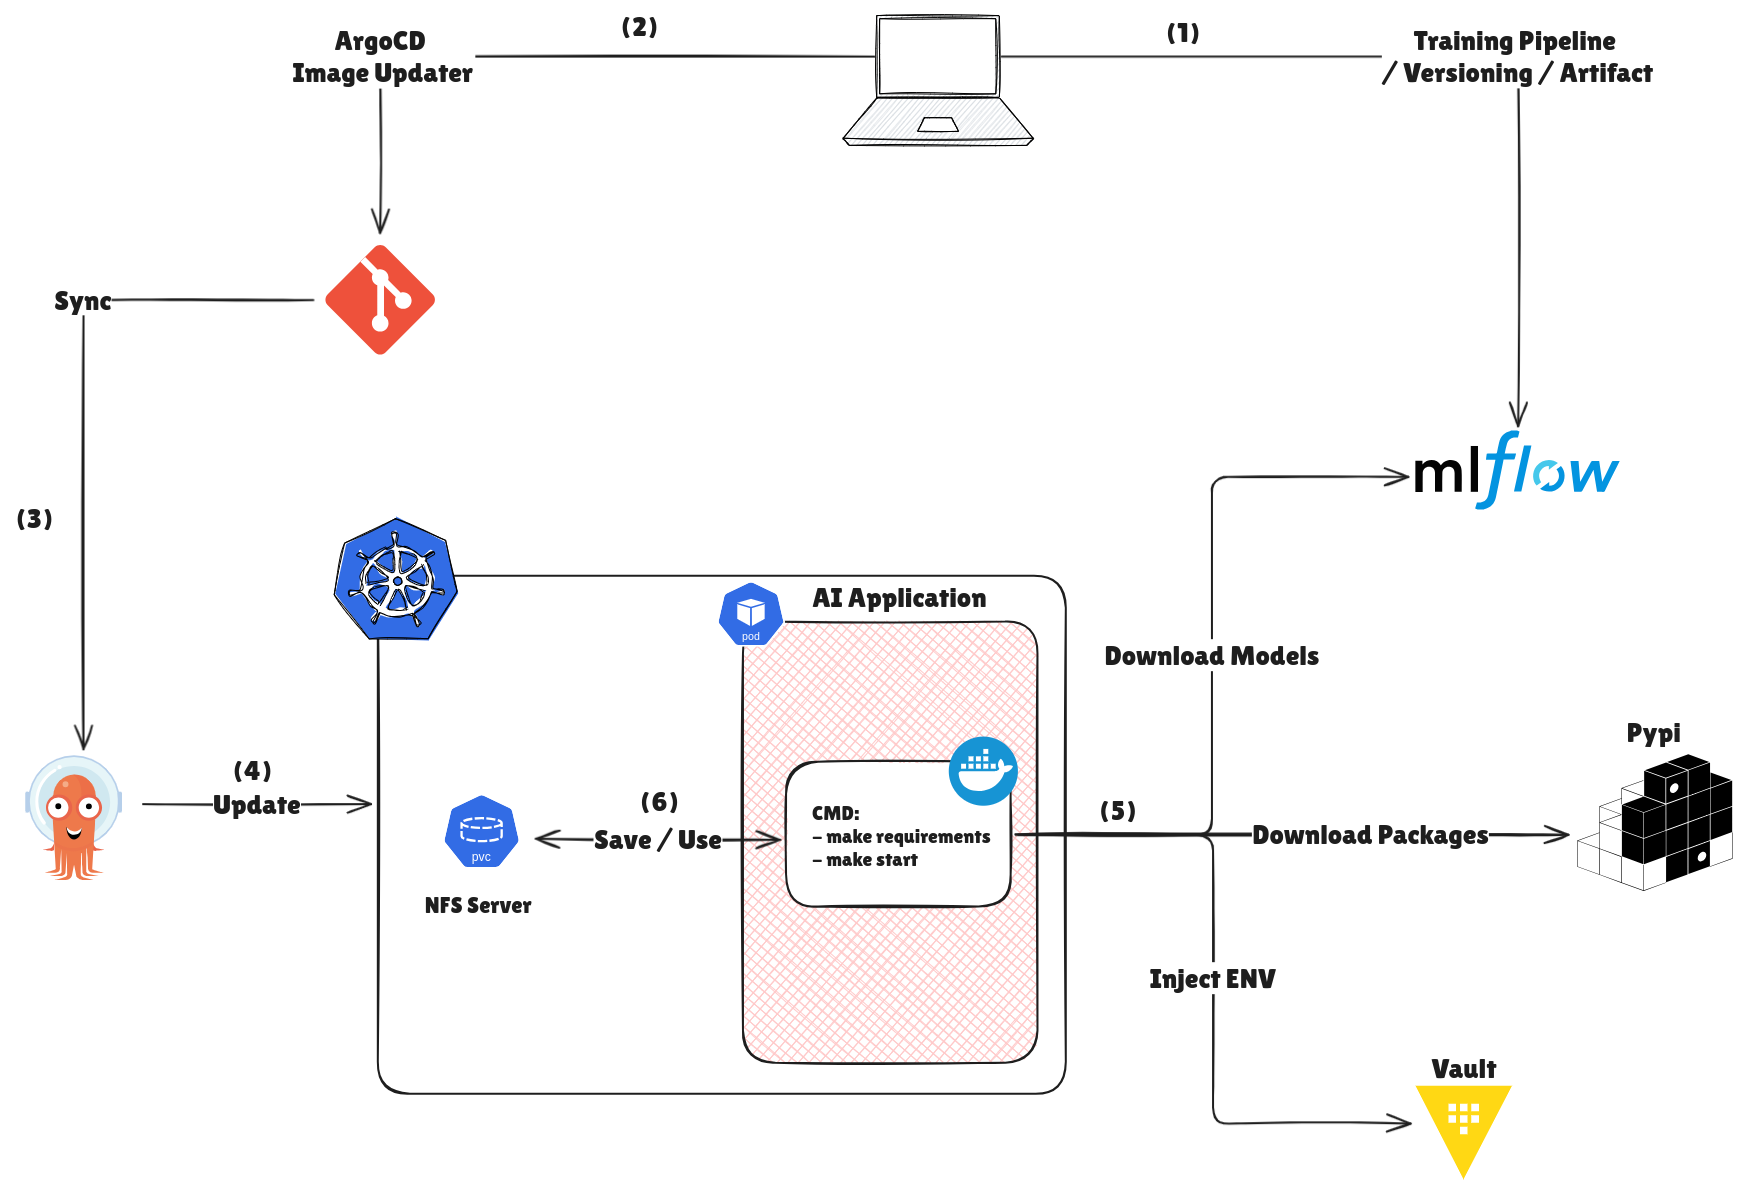 (2)
(1)
ArgoCD
Image Updater
Training Pipeline
/ Versioning / Artifact
Sync
(3)
mlflow
AI Application
pod
Download Models
Pypi
(4)
Update
(6)
Save / Use
CMD:
- make requirements
- make start
(5)
Download Packages
pvc
NFS Server
Inject ENV
Vault